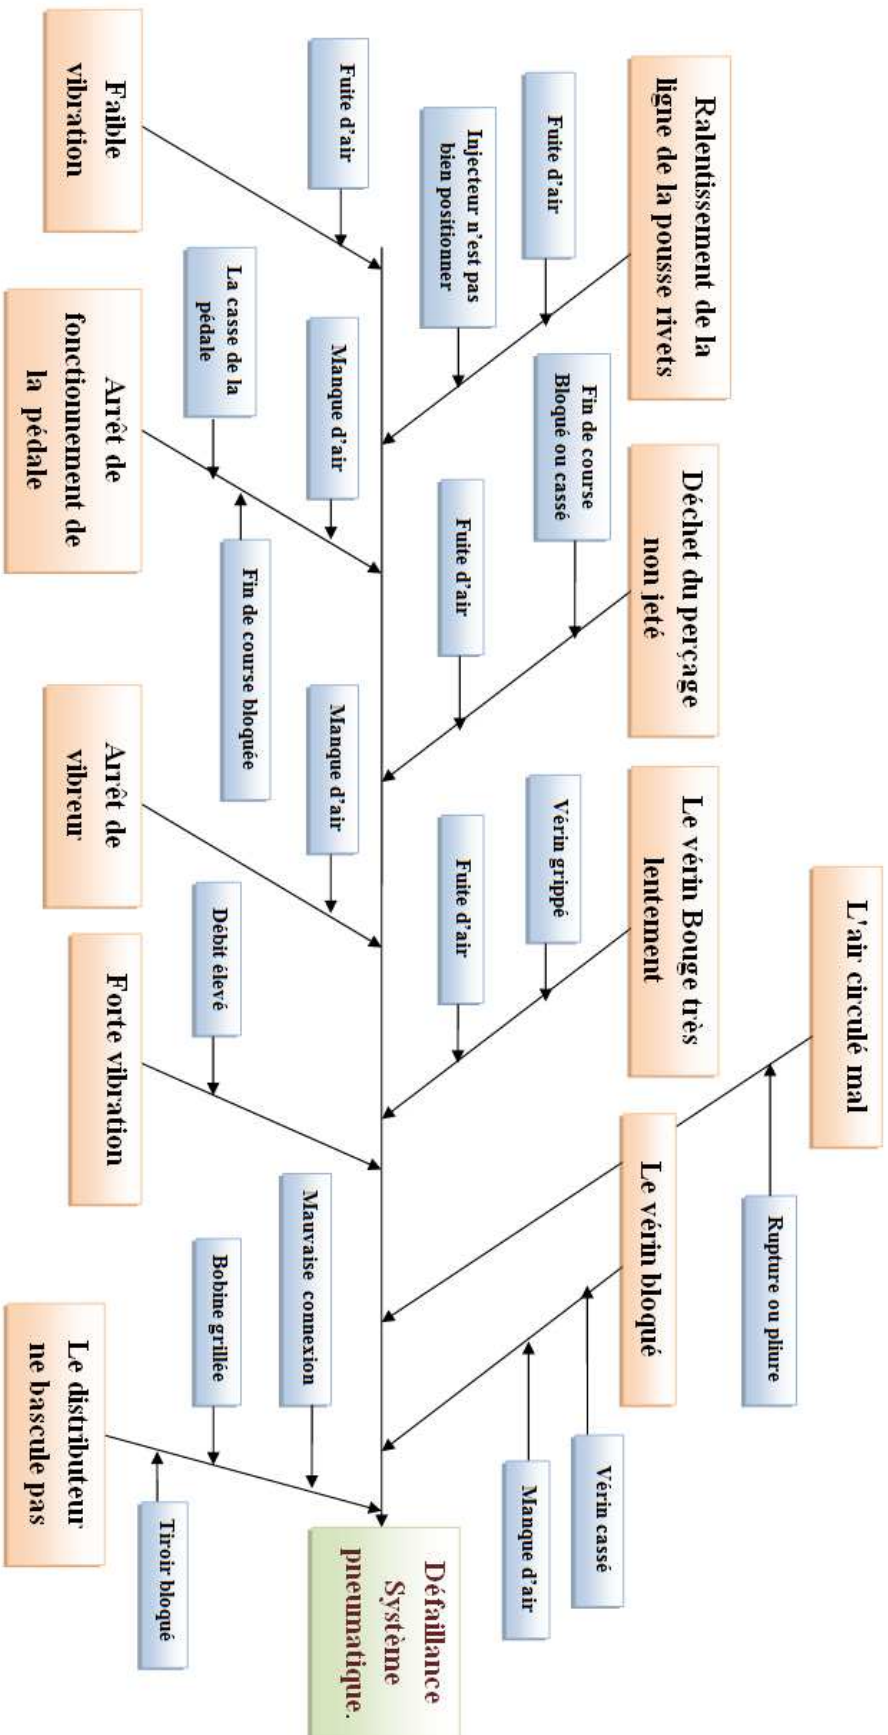 L'air circulé mal
Rupture ou pliure
Ralentissement de la
ligne de la pousse rivets
Déchet du perçage
non jeté
Le vérin Bouge très
lentement
Le vérin bloqué
Fuite d'air
Injecteur n'est pas
bien positionner
Fin de course
Bloqué ou cassé
Fuite d'air
Vérin grippé
Fuite d'air
Vérin cassé
Manque d'air
Défaillance
Système
pneumatique.
Fuite d'air
Manque d'air
La casse de la
pédale
Fin de course bloquée
Manque d'air
Débit élevé
Mauvaise connexion
Bobine grillée
Tiroir bloqué
Faible
vibration
Arrêt de
fonctionnement de
la pédale
Arrêt de
vibreur
Forte vibration
Le distributeur
ne bascule pas